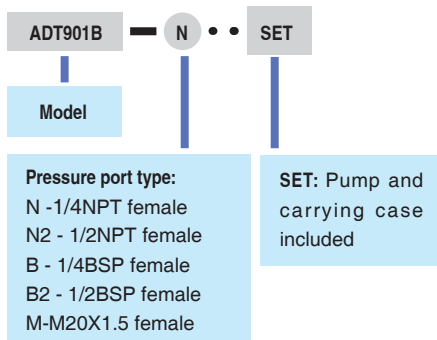 ADT901B N SET
Model
Pressure port type:
N -1/4NPT female
N2 - 1/2NPT female
B - 1/4BSP female
B2 - 1/2BSP female
M-M20X1.5 female
SET: Pump and
carrying case
included